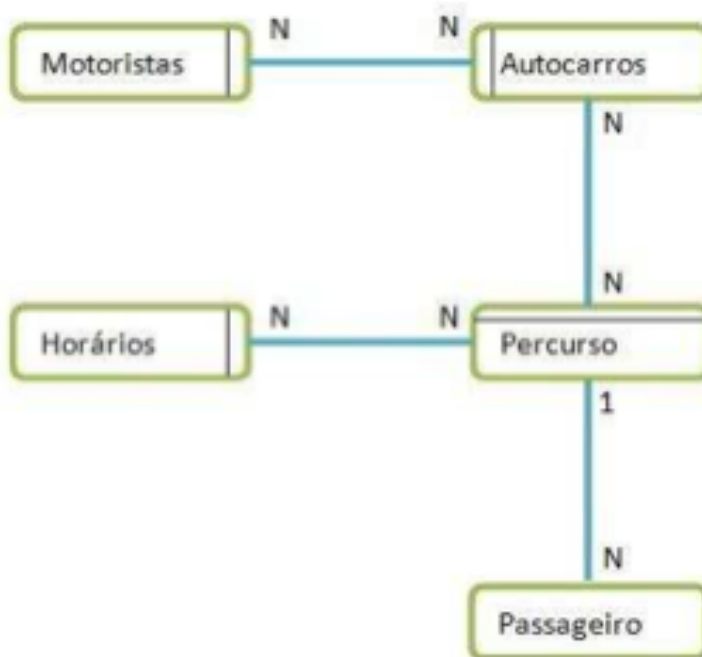 N N
Motoristas Autocarros
N
N
N N
Horários Percurso
1
N
Passageiro